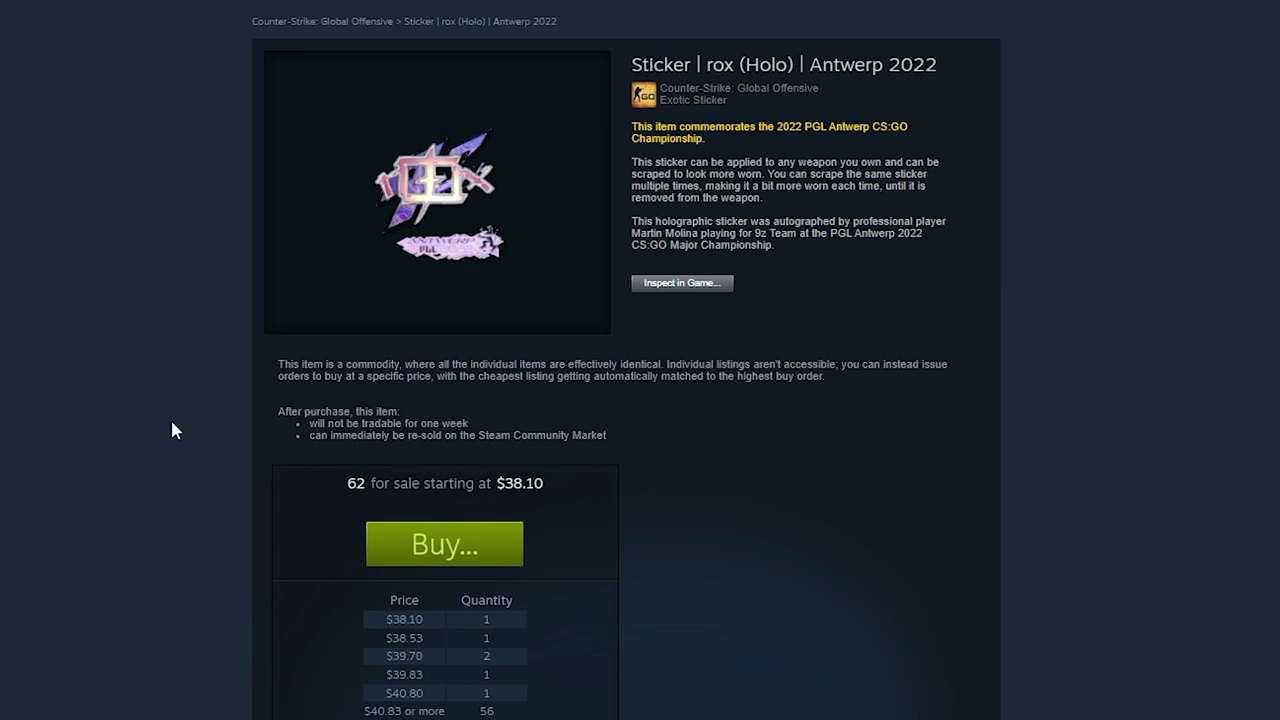 Counter-Strike: Global Offensive > Sticker | rox (Holo) | Antwerp 2022
Sticker | rox (Holo) | Antwerp 2022
GO
Counter-Strike: Global Offensive
Exotic Sticker
This item commemorates the 2022 PGL Antwerp CS:GO
Championship.
This sticker can be applied to any weapon you own and can be
scraped to look more worn. You can scrape the same sticker
multiple times, making it a bit more worn each time, until it is
removed from the weapon.
This holographic sticker was autographed by professional player
Martin Molina playing for 9z Team at the PGL Antwerp 2022
CS:GO Major Championship.
Inspect in Game...
ANTWERP
PGL
This item is a commodity, where all the individual items are effectively identical. Individual listings aren't accessible; you can instead issue
orders to buy at a specific price, with the cheapest listing getting automatically matched to the highest buy order.
After purchase, this item:
• will not be tradable for one week
• can immediately be re-sold on the Steam Community Market
62 for sale starting at $38.10
Buy...
Price Quantity
$38.10 1
$38.53 1
$39.70 2
$39.83 1
$40.80 1
$40.83 or more 56